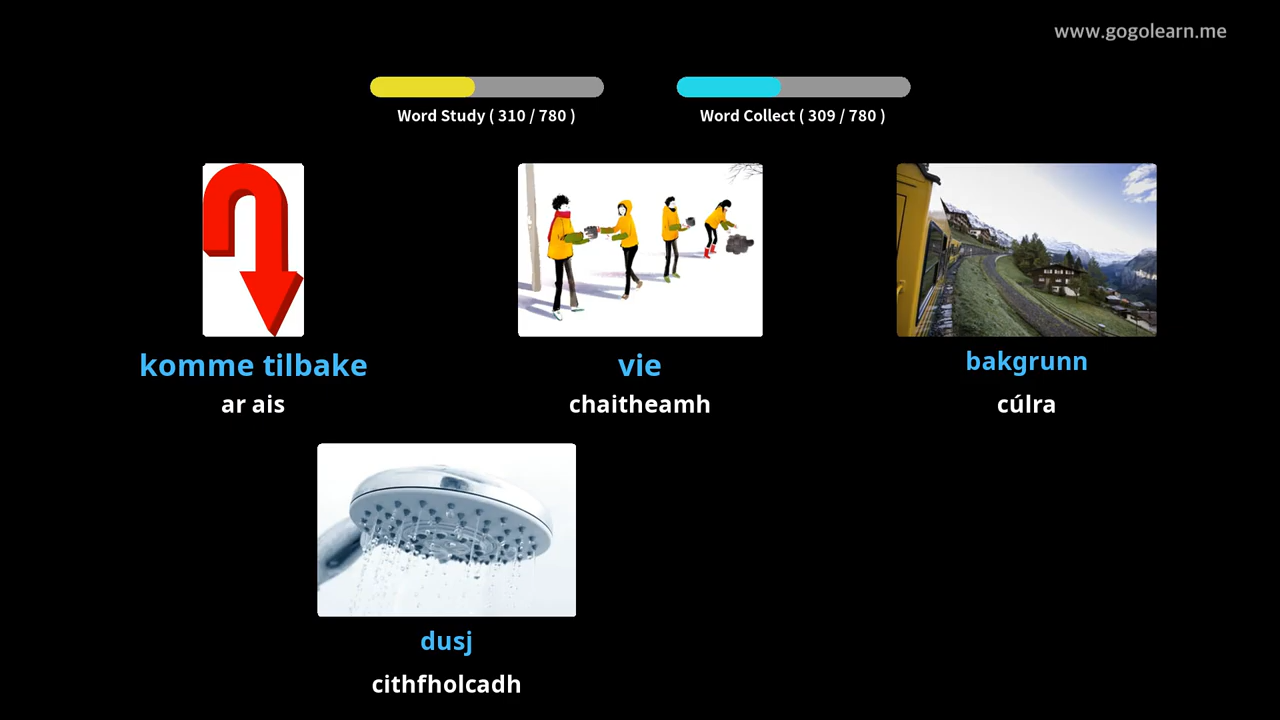 www.gogolearn.me
Word Study ( 310 / 780 )
Word Collect ( 309 / 780 )
komme tilbake
ar ais
vie
chaitheamh
bakgrunn
cúlra
dusj
cithfholcadh